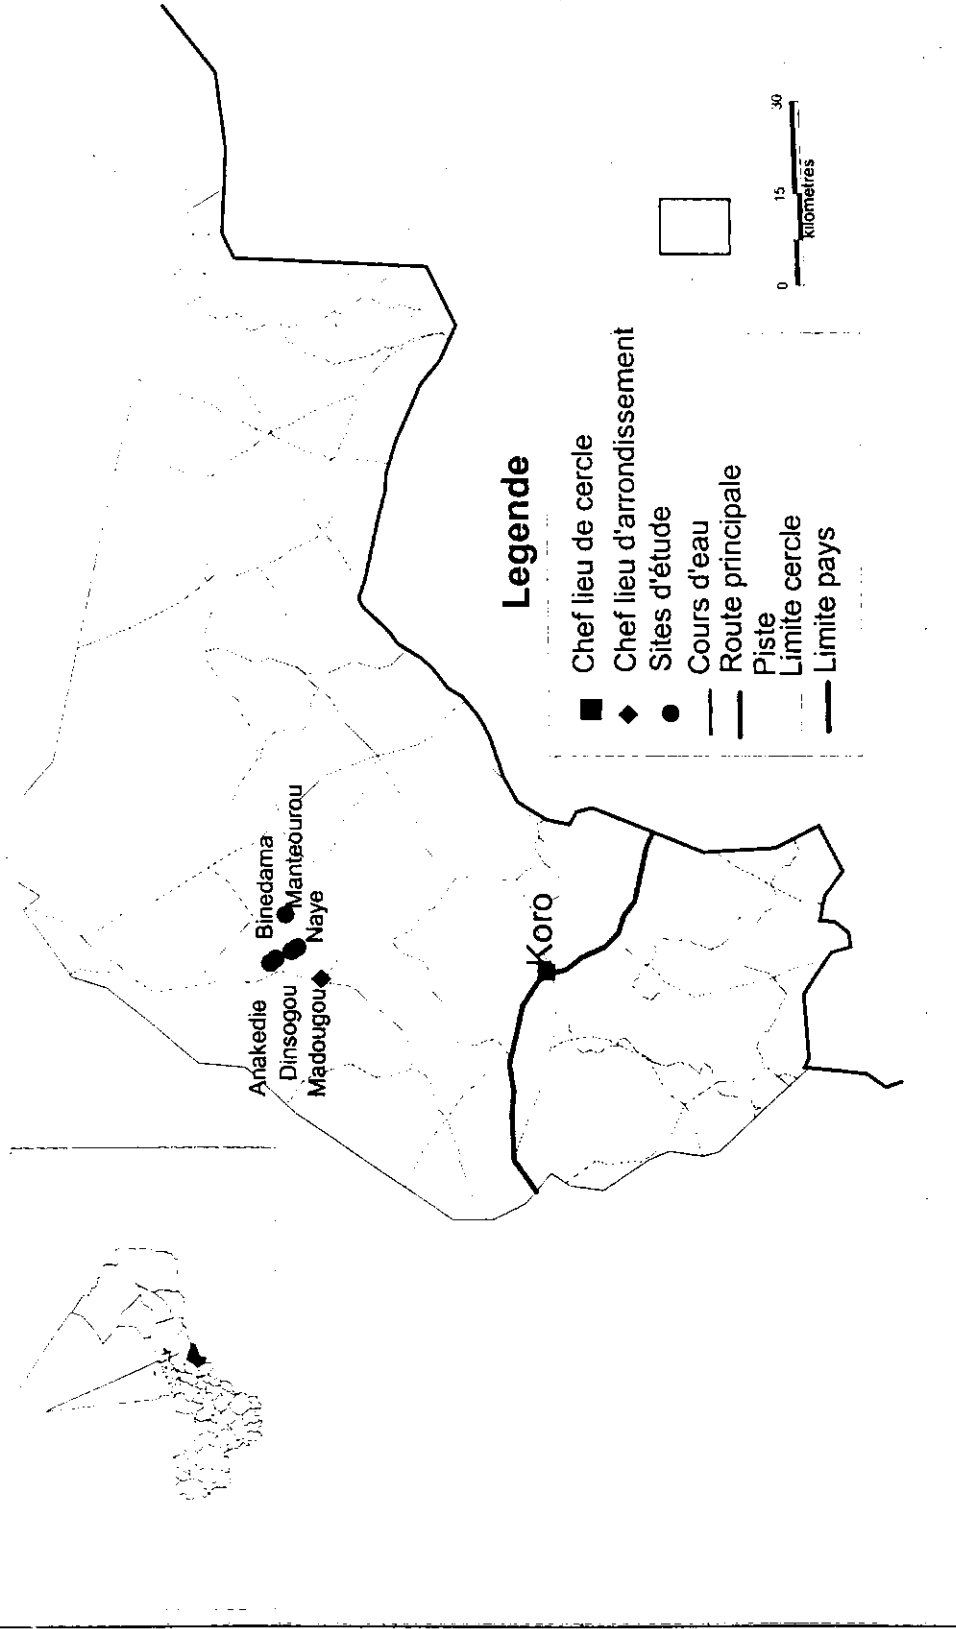 Anakedie
Binedama
Dinsogou
Manteourou
Madougou
Naye
Koro
Legende
Chef lieu de cercle
Chef lieu d'arrondissement
Sites d'étude
Cours d'eau
Route principale
Piste
Limite cercle
Limite pays
0 15 30
kilometres